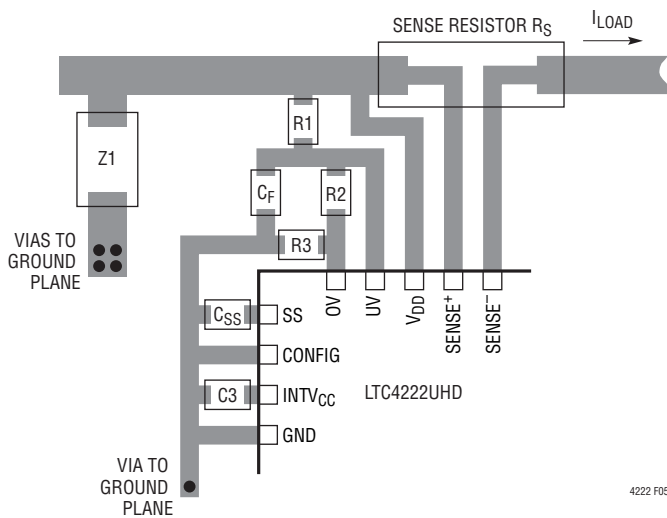 SENSE RESISTOR RS
ILOAD
R1
Z1
CF
R2
VIAS TO
GROUND
PLANE
R3
OV
UV
VDD
SENSE+
SENSE–
CSS
SS
CONFIG
C3
INTVCC
LTC4222UHD
GND
VIA TO
GROUND
PLANE
4222 F05